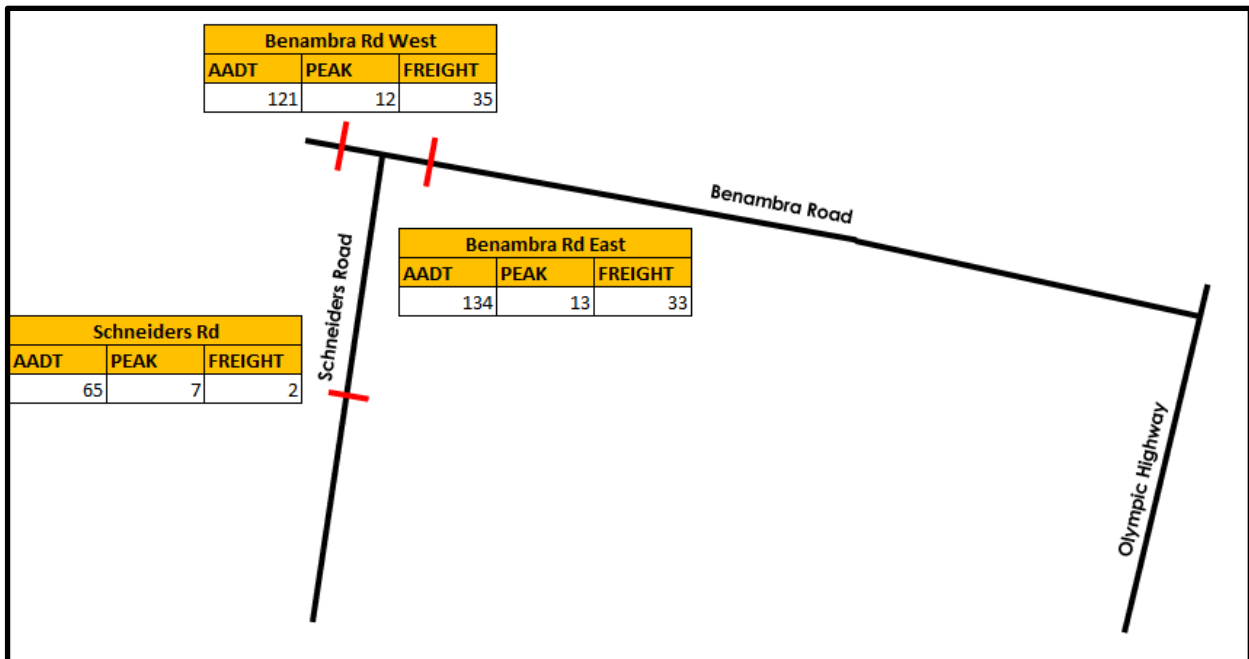 Benambra Rd West
AADT PEAK FREIGHT
121 12 35
Benambra Road
Benambra Rd East
AADT PEAK FREIGHT
134 13 33
Schneiders Road
Schneiders Rd
AADT PEAK FREIGHT
65 7 2
Olympic Highway